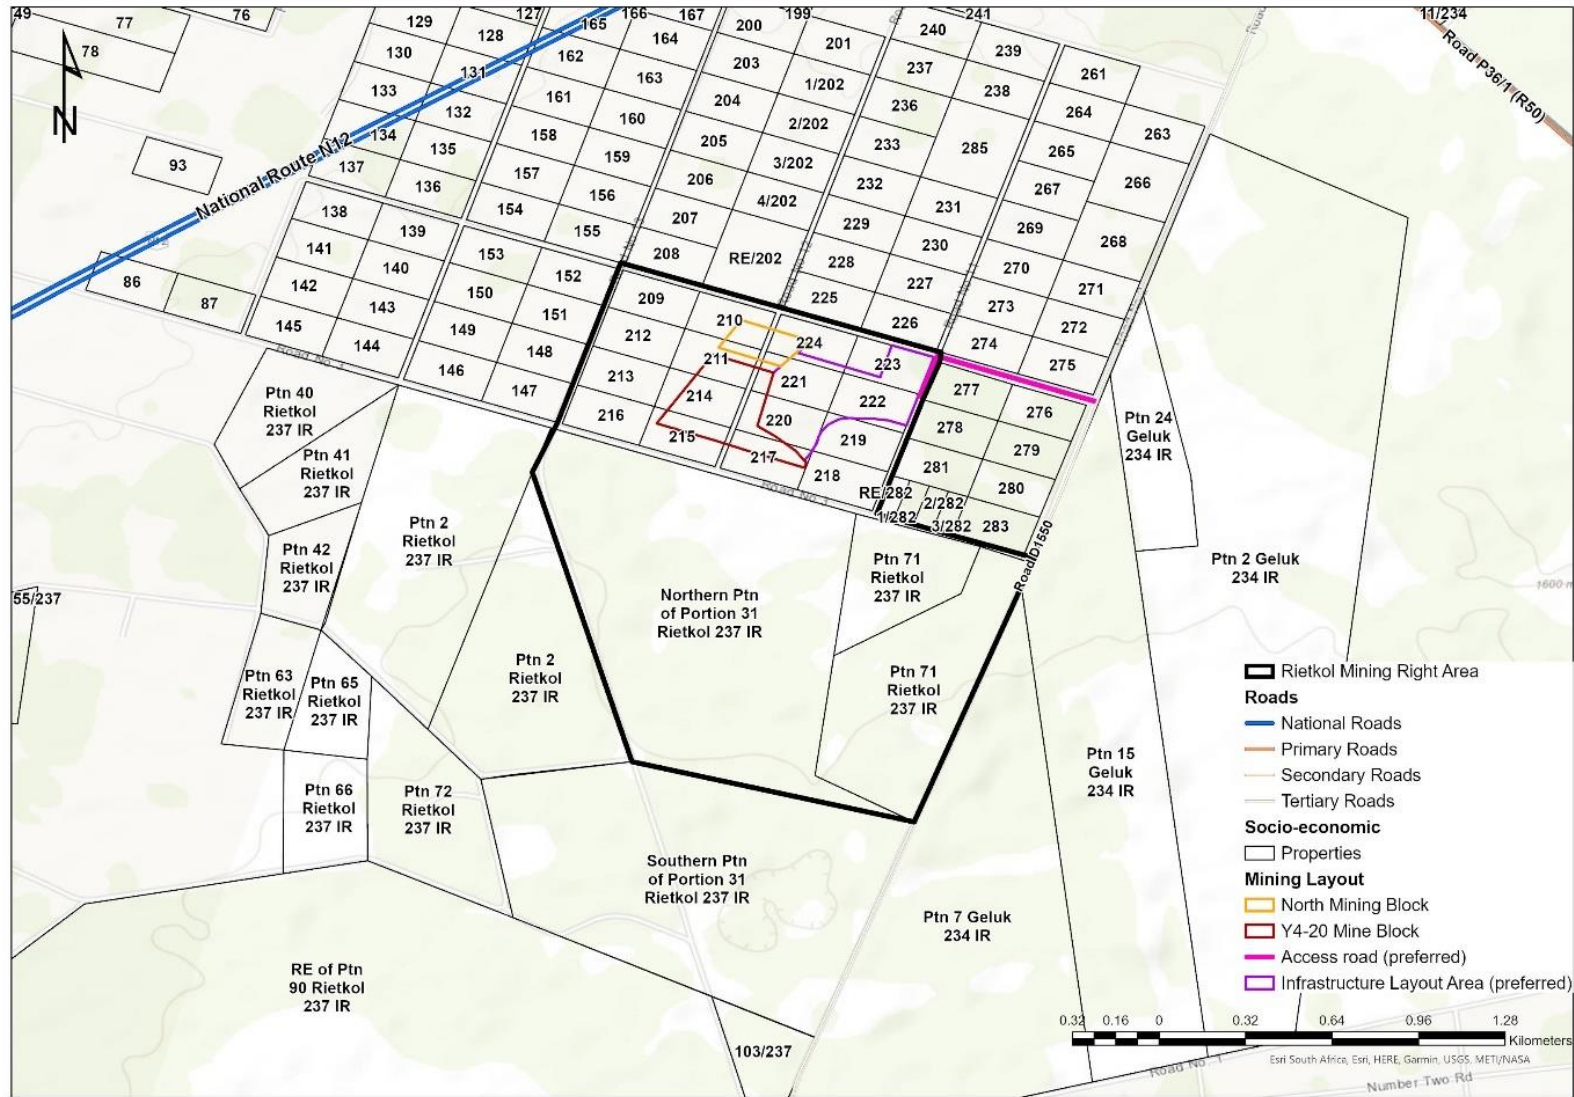 49
77
76
78
127
129
128
130
131
133
132
134
135
137
136
93
N
National Route N12
166
167
165
164
162
163
161
160
158
159
157
156
154
155
199
200
201
203
1/202
204
2/202
205
3/202
206
4/202
207
208
RE/202
241
240
239
237
238
236
233
285
232
231
229
230
228
227
225
226
261
264
263
265
266
267
269
268
270
271
273
272
274
275
11/234
Road P36/1 (R50)
Road
138
139
141
140
142
143
145
144
86
87
153
152
150
151
149
148
146
147
Road No. 3
209
210
212
211
213
214
216
215
224
223
221
222
220
219
217
218
Road No. 1
277
276
278
279
281
280
RE/282
2/282
1/282
3/282
283
Road D1550
Ptn 40
Rietkol
237 IR
Ptn 41
Rietkol
237 IR
Ptn 42
Rietkol
237 IR
Ptn 2
Rietkol
237 IR
55/237
Ptn 63
Rietkol
237 IR
Ptn 65
Rietkol
237 IR
Ptn 66
Rietkol
237 IR
Ptn 72
Rietkol
237 IR
Ptn 2
Rietkol
237 IR
Northern Ptn
of Portion 31
Rietkol 237 IR
Ptn 71
Rietkol
237 IR
Ptn 71
Rietkol
237 IR
Ptn 24
Geluk
234 IR
Ptn 2 Geluk
234 IR
Ptn 15
Geluk
234 IR
Southern Ptn
of Portion 31
Rietkol 237 IR
Ptn 7 Geluk
234 IR
RE of Ptn
90 Rietkol
237 IR
103/237
1600 m
Rietkol Mining Right Area
Roads
National Roads
Primary Roads
Secondary Roads
Tertiary Roads
Socio-economic
Properties
Mining Layout
North Mining Block
Y4-20 Mine Block
Access road (preferred)
Infrastructure Layout Area (preferred)
0.32 0.16 0 0.32 0.64 0.96 1.28
Kilometers
Esri South Africa, Esri, HERE, Garmin, USGS, METI/NASA
Road No. 1
Number Two Rd